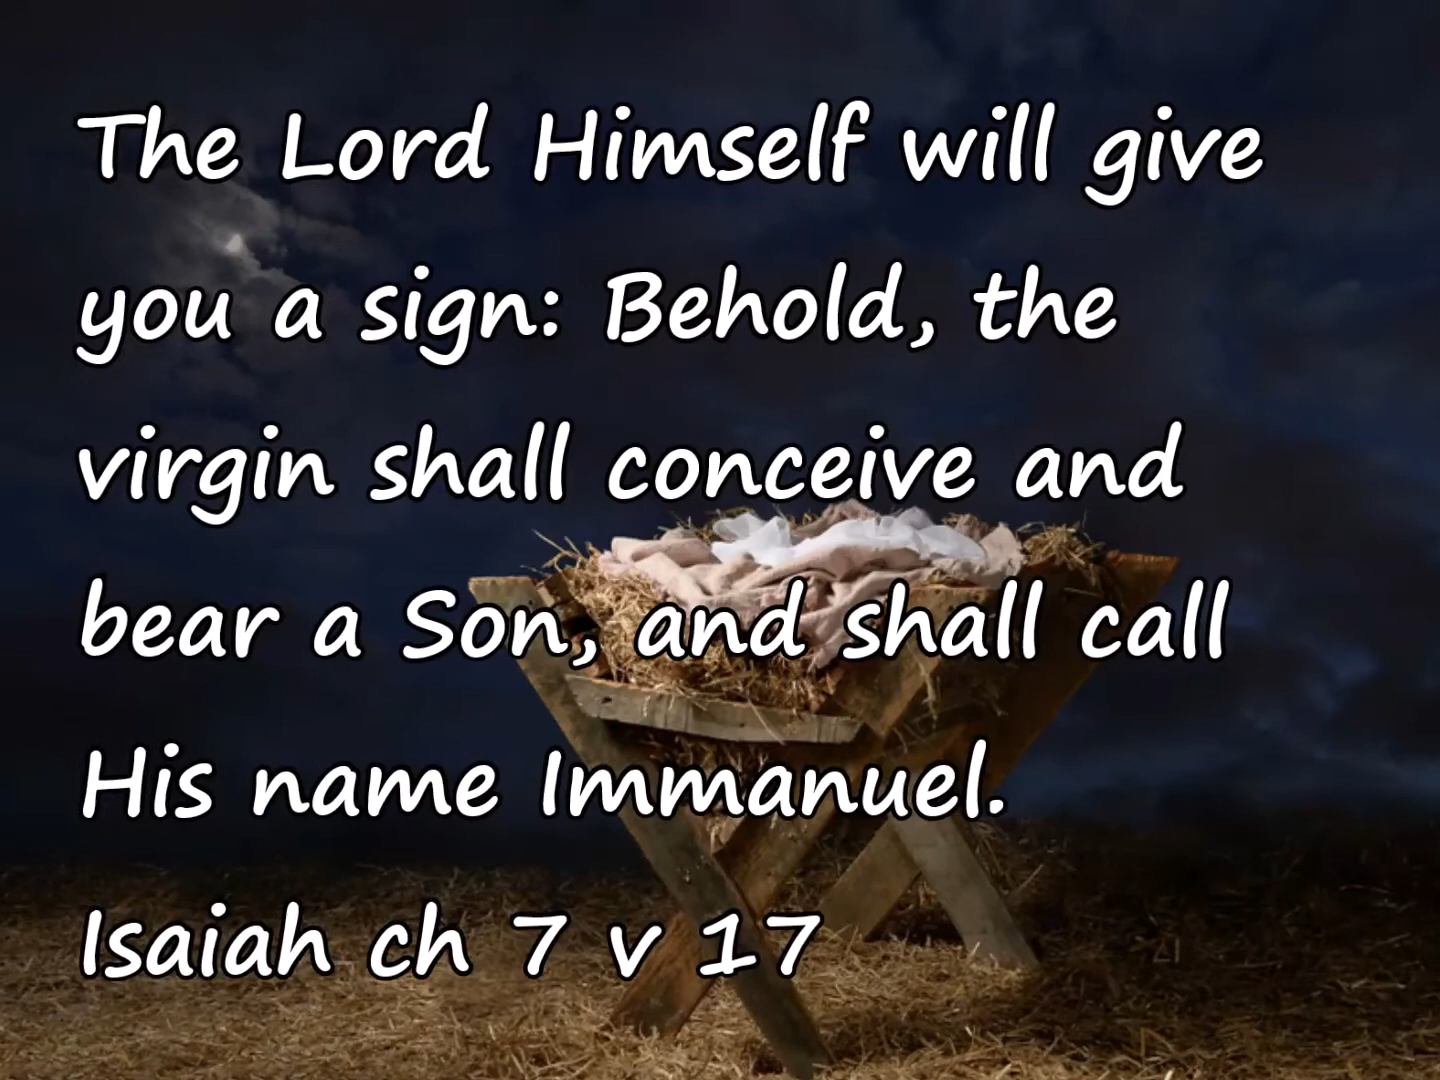 The Lord Himself will give
you a sign: Behold, the
virgin shall conceive and
bear a Son, and shall call
His name Immanuel.
Isaiah ch 7 v 17